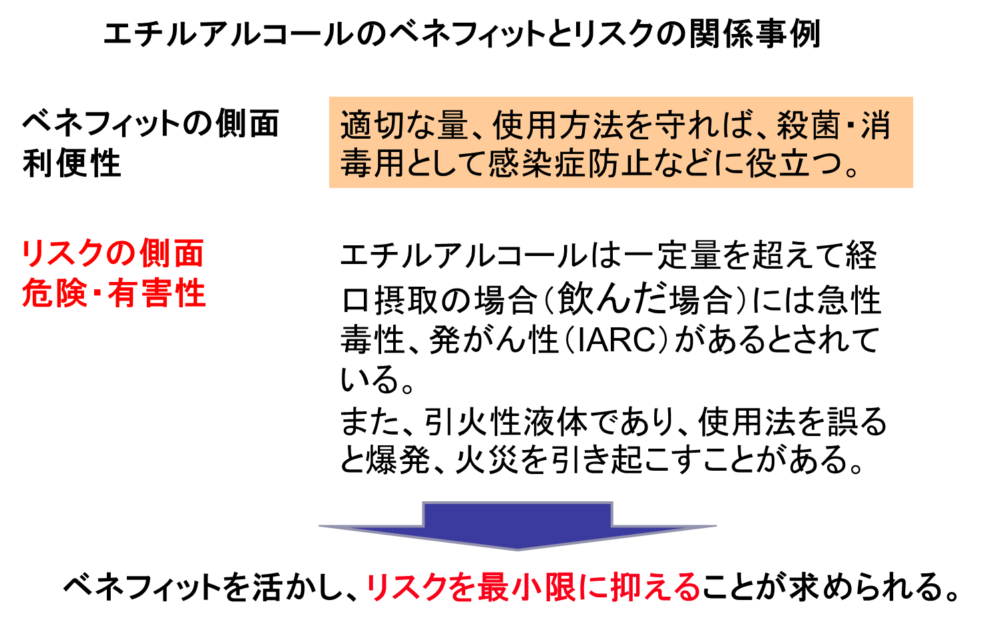 エチルアルコールのベネフィットとリスクの関係事例
ベネフィットの側面
利便性
適切な量、使用方法を守れば、殺菌・消
毒用として感染症防止などに役立つ。
リスクの側面
危険・有害性
エチルアルコールは一定量を超えて経
口摂取の場合（飲んだ場合）には急性
毒性、発がん性（IARC）があるとされて
いる。
また、引火性液体であり、使用法を誤る
と爆発、火災を引き起こすことがある。
ベネフィットを活かし、リスクを最小限に抑えることが求められる。